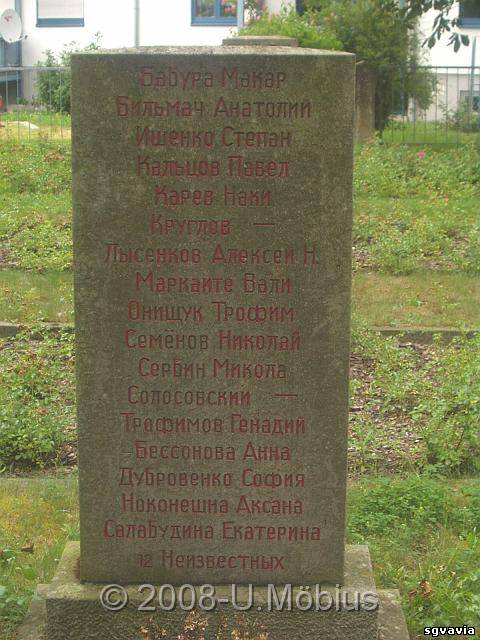 Бабура Макар
Бильмач Анатолий
Ищенко Степан
Кальцов Павел
Карев Наки
Круглов —
Лысенков Алексей Н.
Маркаите Вали
Онищук Трофим
Семёнов Николай
Сербин Микола
Солосовский —
Трофимов Генадий
Бессонова Анна
Дубровенко София
Ноконешна Аксана
Салабудина Екатерина
12 Неизвестных
© 2008-U.Möbius
sgvavia